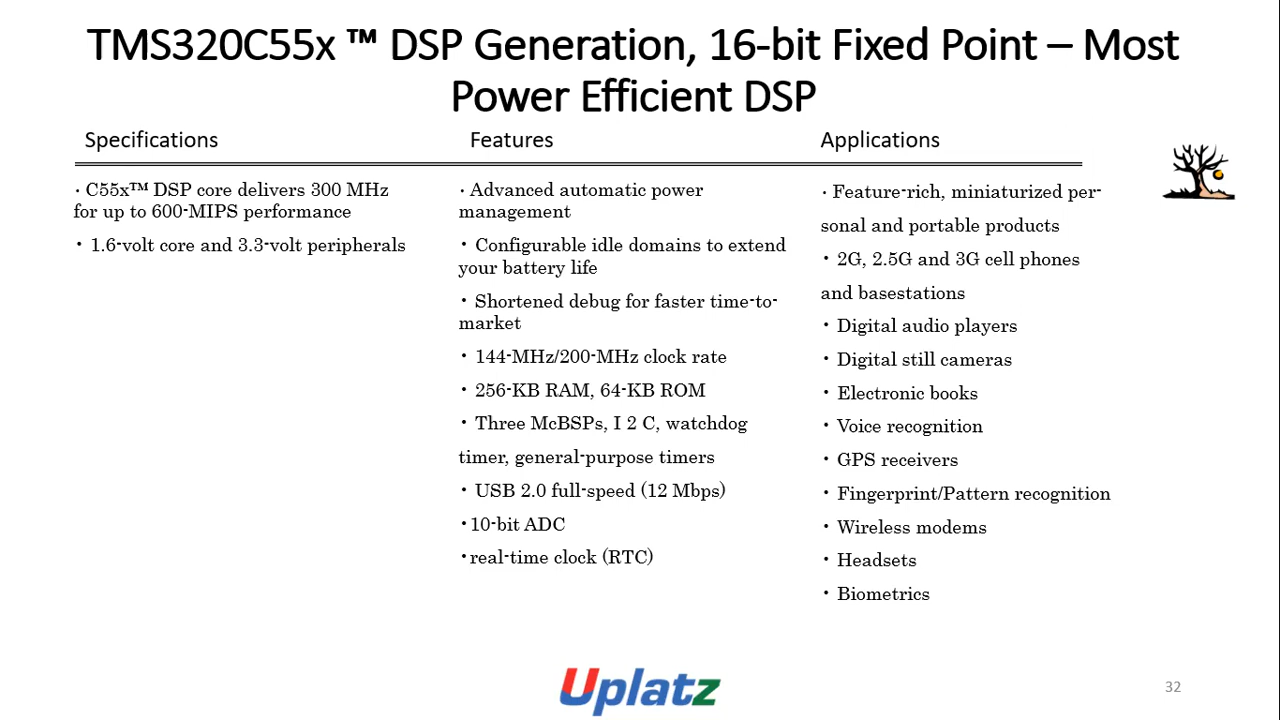 TMS320C55x ™ DSP Generation, 16-bit Fixed Point – Most
Power Efficient DSP
Specifications
· C55x™ DSP core delivers 300 MHz
for up to 600-MIPS performance
• 1.6-volt core and 3.3-volt peripherals
Features
· Advanced automatic power
management
• Configurable idle domains to extend
your battery life
• Shortened debug for faster time-to-
market
• 144-MHz/200-MHz clock rate
• 256-KB RAM, 64-KB ROM
• Three McBSPs, I 2 C, watchdog
timer, general-purpose timers
• USB 2.0 full-speed (12 Mbps)
•10-bit ADC
•real-time clock (RTC)
Applications
· Feature-rich, miniaturized per-
sonal and portable products
• 2G, 2.5G and 3G cell phones
and basestations
• Digital audio players
• Digital still cameras
• Electronic books
• Voice recognition
• GPS receivers
• Fingerprint/Pattern recognition
• Wireless modems
• Headsets
• Biometrics
Uplatz
32